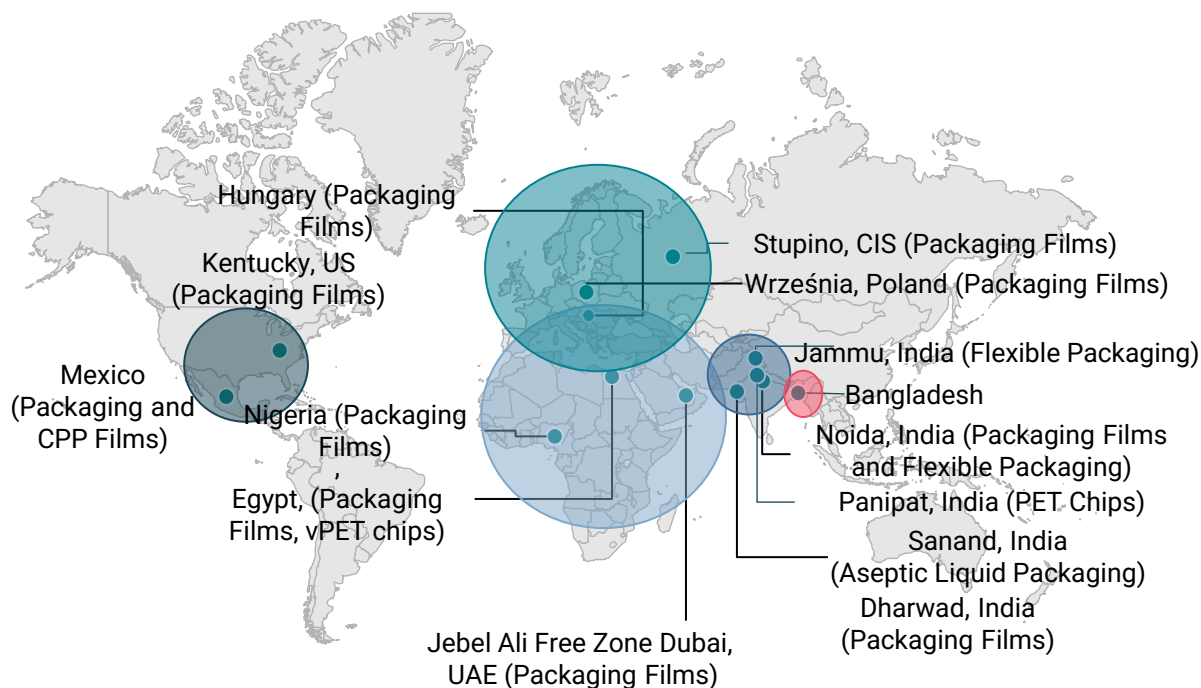 Hungary (Packaging
Films)
Kentucky, US
(Packaging Films)
Mexico
(Packaging and
CPP Films)
Nigeria (Packaging
Films)
,
Egypt, (Packaging
Films, vPET chips)
Jebel Ali Free Zone Dubai,
UAE (Packaging Films)
Stupino, CIS (Packaging Films)
Września, Poland (Packaging Films)
Jammu, India (Flexible Packaging)
Bangladesh
Noida, India (Packaging Films
and Flexible Packaging)
Panipat, India (PET Chips)
Sanand, India
(Aseptic Liquid Packaging)
Dharwad, India
(Packaging Films)